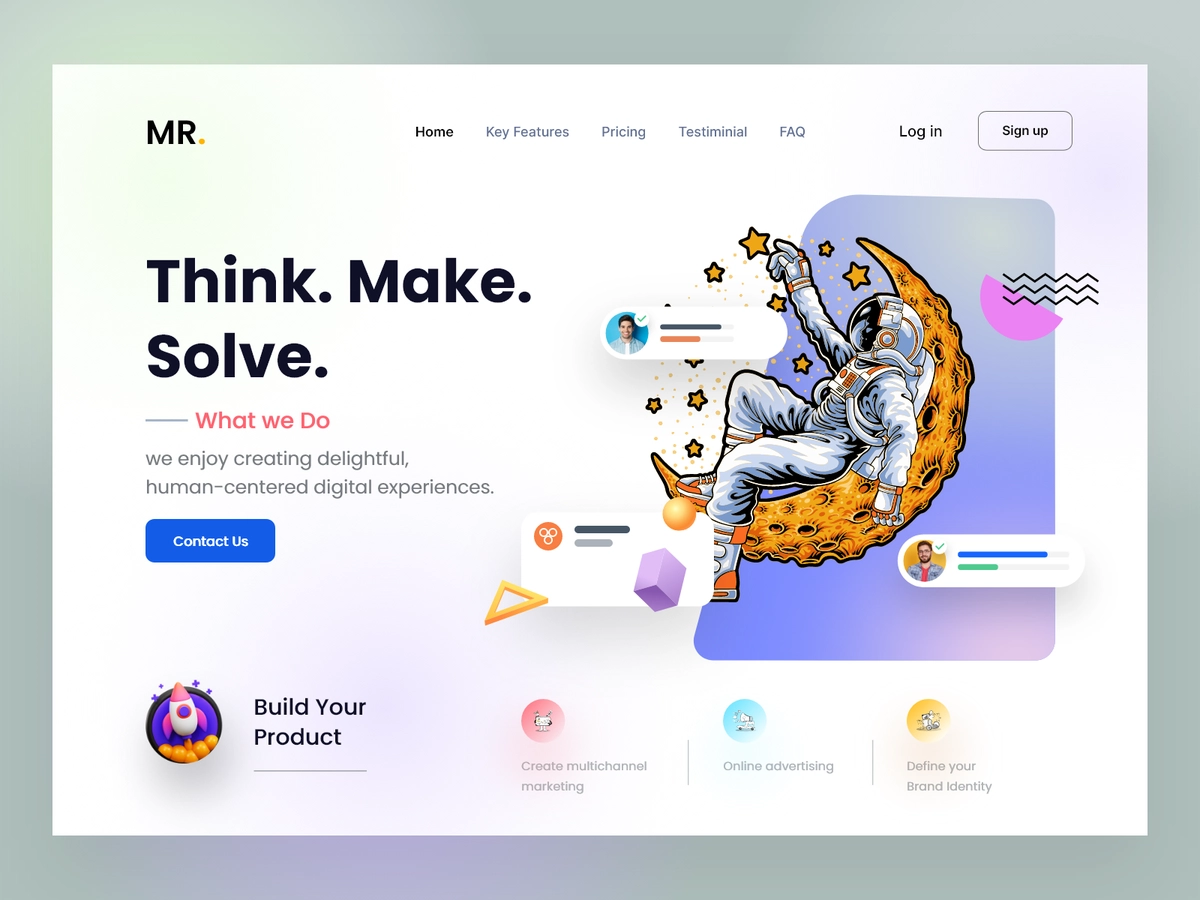 MR.
Home
Key Features
Pricing
Testiminial
FAQ
Log in
Sign up
Think. Make.
Solve.
What we Do
we enjoy creating delightful,
human-centered digital experiences.
Contact Us
Build Your
Product
Create multichannel
marketing
Online advertising
Define your
Brand Identity